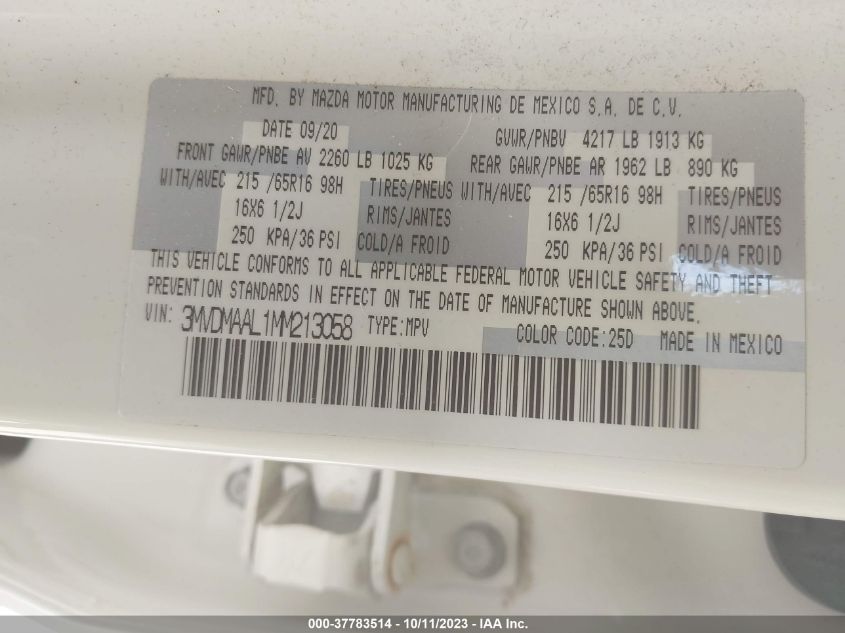 MFD. BY MAZDA MOTOR MANUFACTURING DE MEXICO S.A. DE C.V.
DATE 09/20 GVWR/PNBV 4217 LB 1913 KG
FRONT GAWR/PNBE AV 2260 LB 1025 KG REAR GAWR/PNBE AR 1962 LB 890 KG
WITH/AVEC 215 /65R16 98H TIRES/PNEUS WITH/AVEC 215 /65R16 98H TIRES/PNEUS
16X6 1/2J RIMS/JANTES 16X6 1/2J RIMS/JANTES
250 KPA/36 PSI COLD/A FROID 250 KPA/36 PSI COLD/A FROID
THIS VEHICLE CONFORMS TO ALL APPLICABLE FEDERAL MOTOR VEHICLE SAFETY AND THEFT
PREVENTION STANDARDS IN EFFECT ON THE DATE OF MANUFACTURE SHOWN ABOVE.
VIN: 3MVDMAAL1MM213058 TYPE:MPV COLOR CODE:25D MADE IN MEXICO
000-37783514 - 10/11/2023 - IAA Inc.